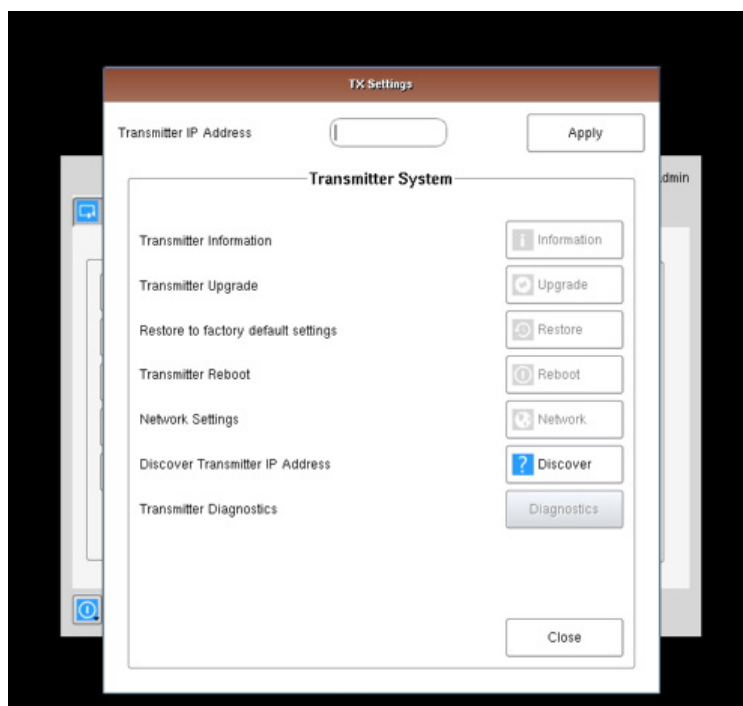 TX Settings
Transmitter IP Address
Apply
Transmitter System
dmin
Transmitter Information
Information
Transmitter Upgrade
Upgrade
Restore to factory default settings
Restore
Transmitter Reboot
Reboot
Network Settings
Network
Discover Transmitter IP Address
? Discover
Transmitter Diagnostics
Diagnostics
Close